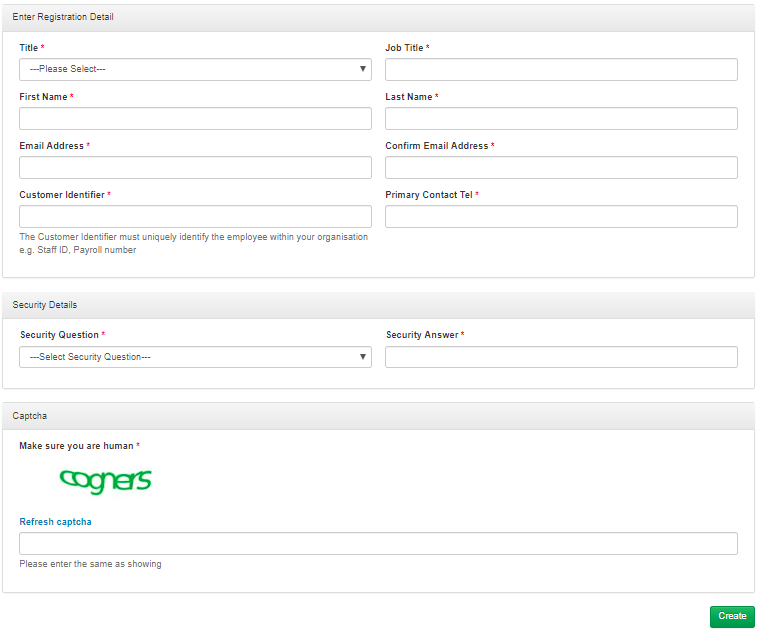 Enter Registration Detail
Title *
Job Title *
---Please Select---
First Name *
Last Name *
Email Address *
Confirm Email Address *
Customer Identifier *
Primary Contact Tel *
The Customer Identifier must uniquely identify the employee within your organisation
e.g. Staff ID, Payroll number
Security Details
Security Question *
Security Answer *
---Select Security Question---
Captcha
Make sure you are human *
cogners
Refresh captcha
Please enter the same as showing
Create